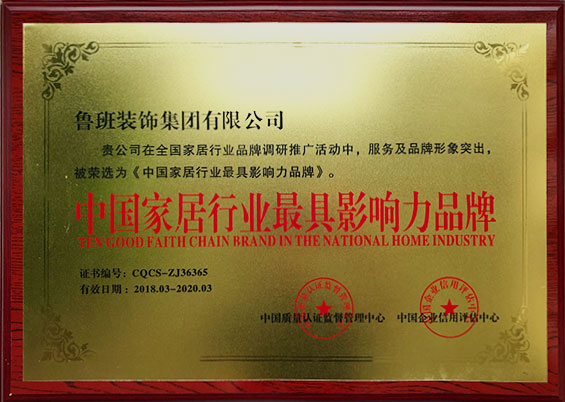 鲁班装饰集团有限公司
贵公司在全国家居行业品牌调研推广活动中，服务及品牌形象突出，
被荣选为《中国家居行业最具影响力品牌》。
中国家居行业最具影响力品牌
TEN GOOD FAITH CHAIN BRAND IN THE NATIONAL HOME INDUSTRY
证书编号：CQCS-ZJ36365
有效日期：2018.03-2020.03
中国质量认证监督管理中心
中国企业信用评估中心